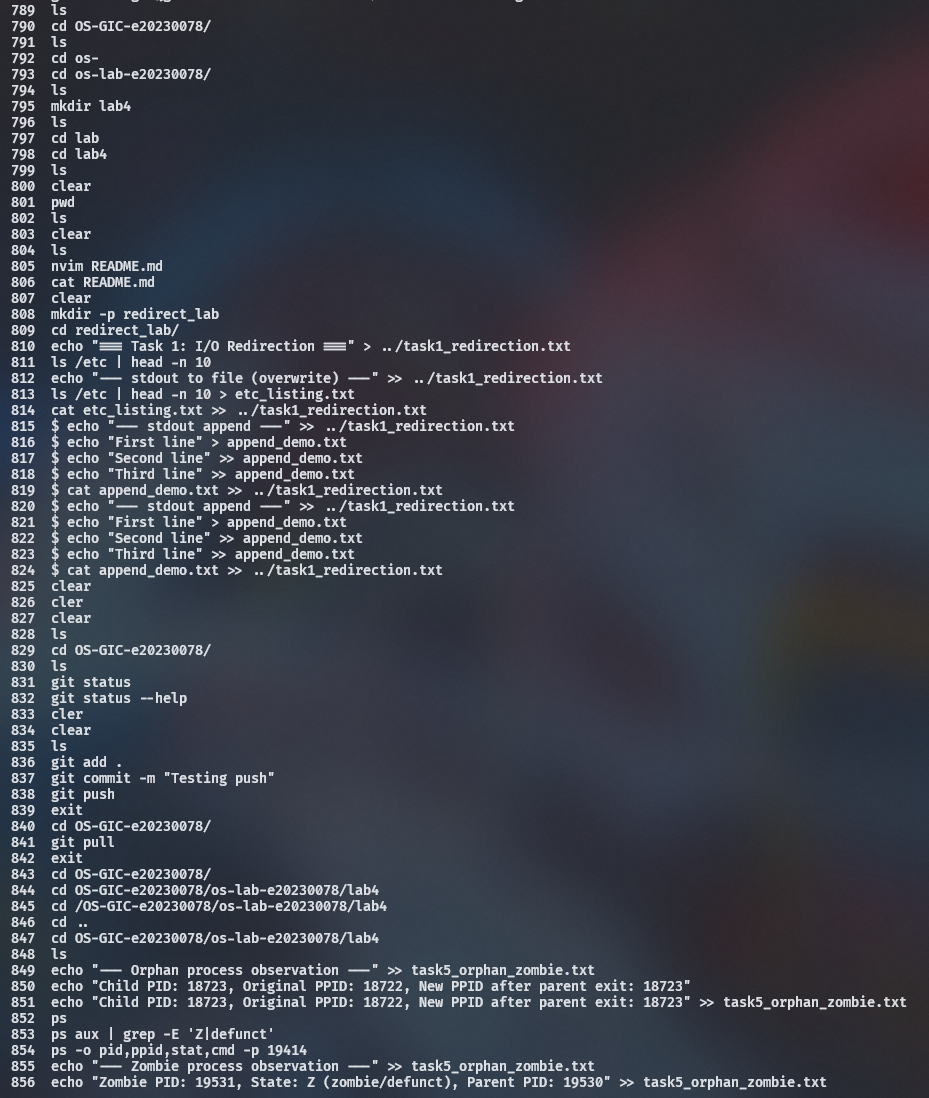 789 ls
790 cd OS-GIC-e20230078/
791 ls
792 cd os-
793 cd os-lab-e20230078/
794 ls
795 mkdir lab4
796 ls
797 cd lab
798 cd lab4
799 ls
800 clear
801 pwd
802 ls
803 clear
804 ls
805 nvim README.md
806 cat README.md
807 clear
808 mkdir -p redirect_lab
809 cd redirect_lab/
810 echo "=== Task 1: I/O Redirection ===" > ../task1_redirection.txt
811 ls /etc | head -n 10
812 echo "--- stdout to file (overwrite) ---" >> ../task1_redirection.txt
813 ls /etc | head -n 10 > etc_listing.txt
814 cat etc_listing.txt >> ../task1_redirection.txt
815 $ echo "--- stdout append ---" >> ../task1_redirection.txt
816 $ echo "First line" > append_demo.txt
817 $ echo "Second line" >> append_demo.txt
818 $ echo "Third line" >> append_demo.txt
819 $ cat append_demo.txt >> ../task1_redirection.txt
820 $ echo "--- stdout append ---" >> ../task1_redirection.txt
821 $ echo "First line" > append_demo.txt
822 $ echo "Second line" >> append_demo.txt
823 $ echo "Third line" >> append_demo.txt
824 $ cat append_demo.txt >> ../task1_redirection.txt
825 clear
826 cler
827 clear
828 ls
829 cd OS-GIC-e20230078/
830 ls
831 git status
832 git status --help
833 cler
834 clear
835 ls
836 git add .
837 git commit -m "Testing push"
838 git push
839 exit
840 cd OS-GIC-e20230078/
841 git pull
842 exit
843 cd OS-GIC-e20230078/
844 cd OS-GIC-e20230078/os-lab-e20230078/lab4
845 cd /OS-GIC-e20230078/os-lab-e20230078/lab4
846 cd ..
847 cd OS-GIC-e20230078/os-lab-e20230078/lab4
848 ls
849 echo "--- Orphan process observation ---" >> task5_orphan_zombie.txt
850 echo "Child PID: 18723, Original PPID: 18722, New PPID after parent exit: 18723"
851 echo "Child PID: 18723, Original PPID: 18722, New PPID after parent exit: 18723" >> task5_orphan_zombie.txt
852 ps
853 ps aux | grep -E 'Z|defunct'
854 ps -o pid,ppid,stat,cmd -p 19414
855 echo "--- Zombie process observation ---" >> task5_orphan_zombie.txt
856 echo "Zombie PID: 19531, State: Z (zombie/defunct), Parent PID: 19530" >> task5_orphan_zombie.txt